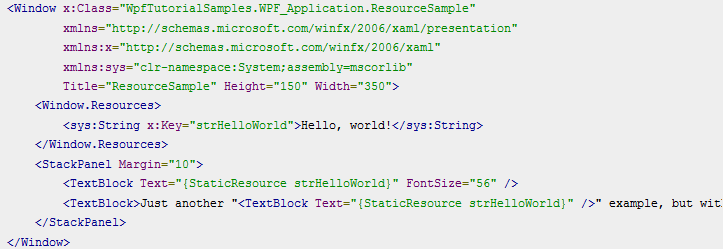 <Window x:Class="WpfTutorialSamples.WPF_Application.ResourceSample"
xmlns="http://schemas.microsoft.com/winfx/2006/xaml/presentation"
xmlns:x="http://schemas.microsoft.com/winfx/2006/xaml"
xmlns:sys="clr-namespace:System;assembly=mscorlib"
Title="ResourceSample" Height="150" Width="350">
<Window.Resources>
<sys:String x:Key="strHelloWorld">Hello, world!</sys:String>
</Window.Resources>
<StackPanel Margin="10">
<TextBlock Text="{StaticResource strHelloWorld}" FontSize="56" />
<TextBlock>Just another "<TextBlock Text="{StaticResource strHelloWorld}" />" example, but
</StackPanel>
</Window>